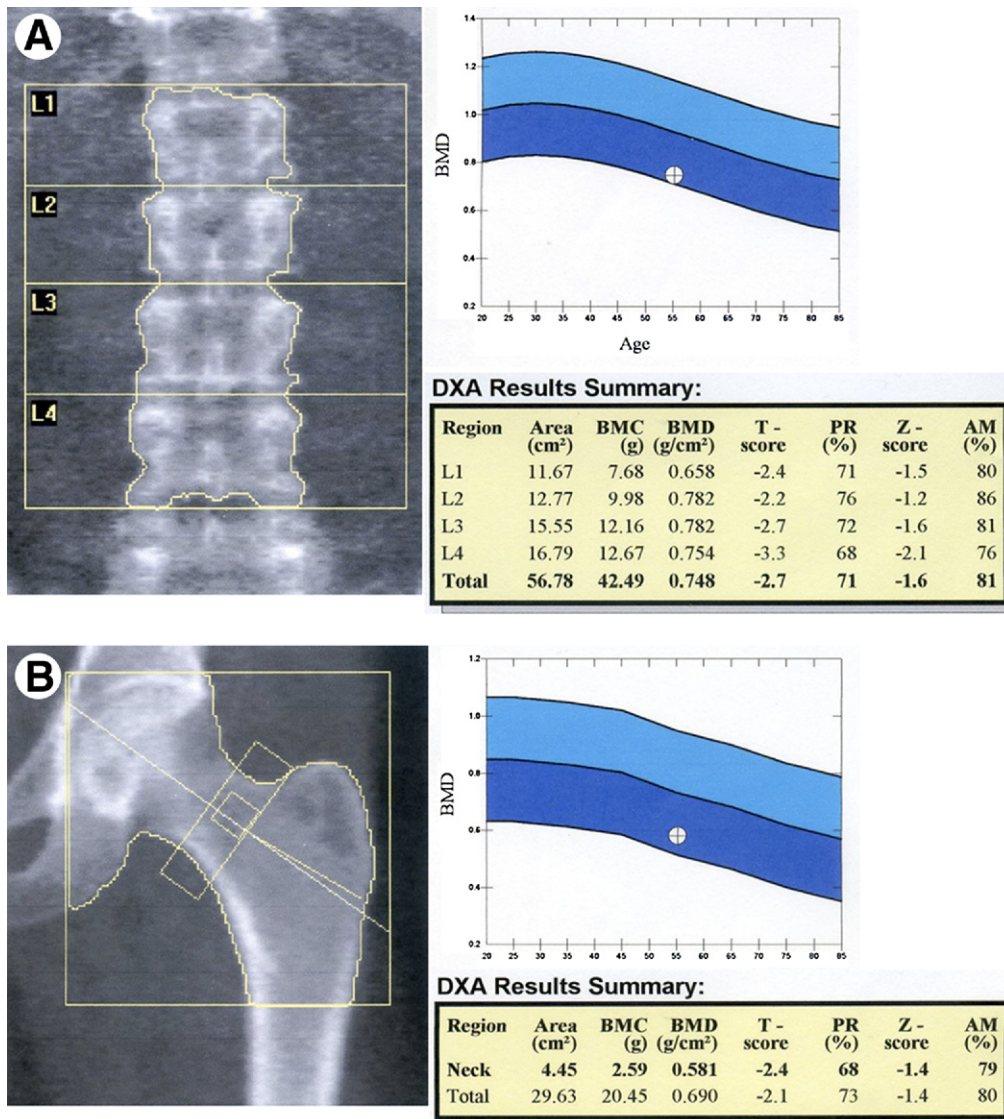 A
L1
L2
L3
L4
1.4
1.2
1.0
0.8
0.6
0.4
0.2
BMD
20 25 30 35 40 45 50 55 60 65 70 75 80 85
Age
DXA Results Summary:
Region Area (cm²) BMC (g) BMD (g/cm²) T - score PR (%) Z - score AM (%)
L1 11.67 7.68 0.658 -2.4 71 -1.5 80
L2 12.77 9.98 0.782 -2.2 76 -1.2 86
L3 15.55 12.16 0.782 -2.7 72 -1.6 81
L4 16.79 12.67 0.754 -3.3 68 -2.1 76
Total 56.78 42.49 0.748 -2.7 71 -1.6 81
B
1.2
1.0
0.8
0.6
0.4
0.2
BMD
20 25 30 35 40 45 50 55 60 65 70 75 80 85
DXA Results Summary:
Region Area (cm²) BMC (g) BMD (g/cm²) T - score PR (%) Z - score AM (%)
Neck 4.45 2.59 0.581 -2.4 68 -1.4 79
Total 29.63 20.45 0.690 -2.1 73 -1.4 80